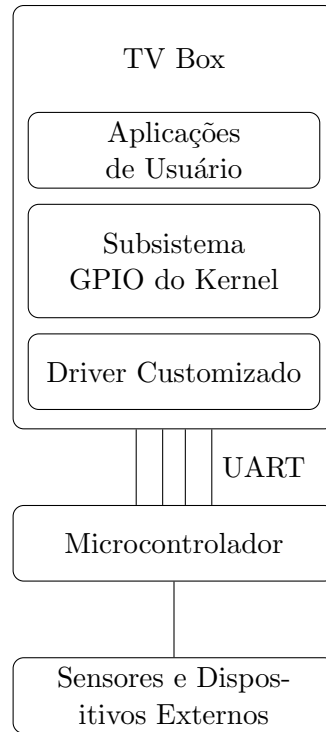 TV Box
Aplicações
de Usuário
Subsistema
GPIO do Kernel
Driver Customizado
UART
Microcontrolador
Sensores e Dispos-
itivos Externos